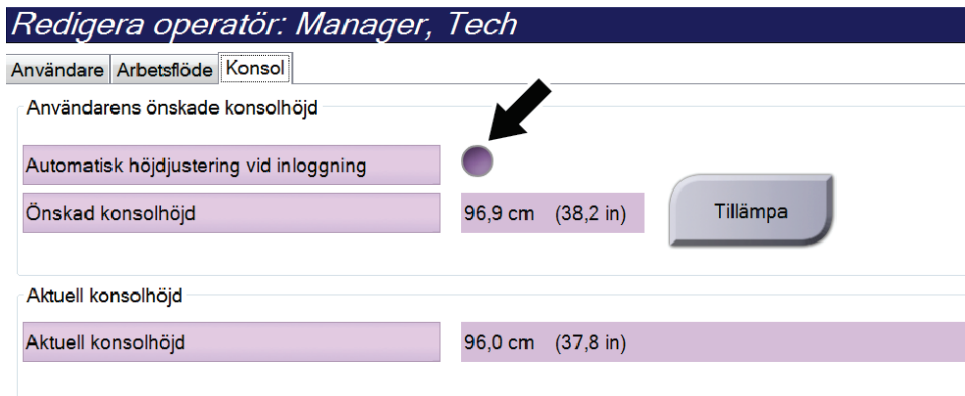 Redigera operatör: Manager, Tech
Användare Arbetsflöde Konsol
Användarens önskade konsolhöjd
Automatisk höjdjustering vid inloggning
Önskad konsolhöjd 96,9 cm (38,2 in) Tillämpa
Aktuell konsolhöjd
Aktuell konsolhöjd 96,0 cm (37,8 in)